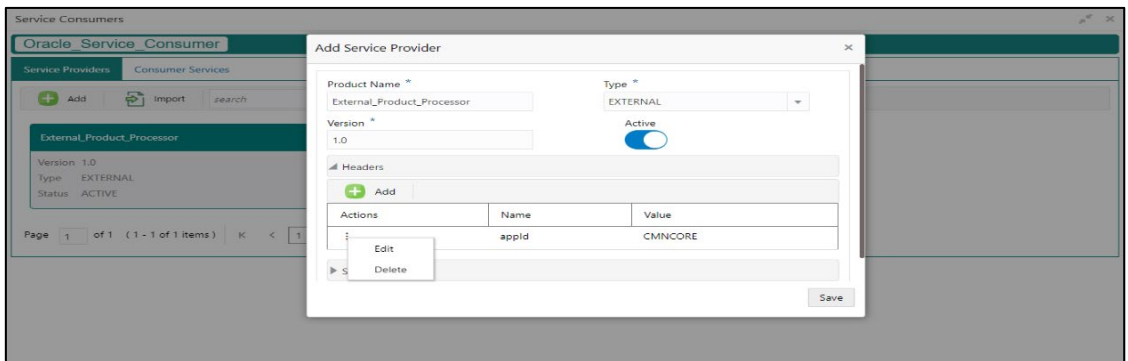 Service Consumers
Oracle_Service_Consumer
Service Providers Consumer Services
Add Import search
External_Product_Processor
Version 1.0
Type EXTERNAL
Status ACTIVE
Page 1 of 1 (1 - 1 of 1 items) K < 1
Add Service Provider
Product Name * Type *
External_Product_Processor EXTERNAL
Version * Active
1.0
Headers
Add
Actions Name Value
appId CMNCORE
Edit
Delete
Save